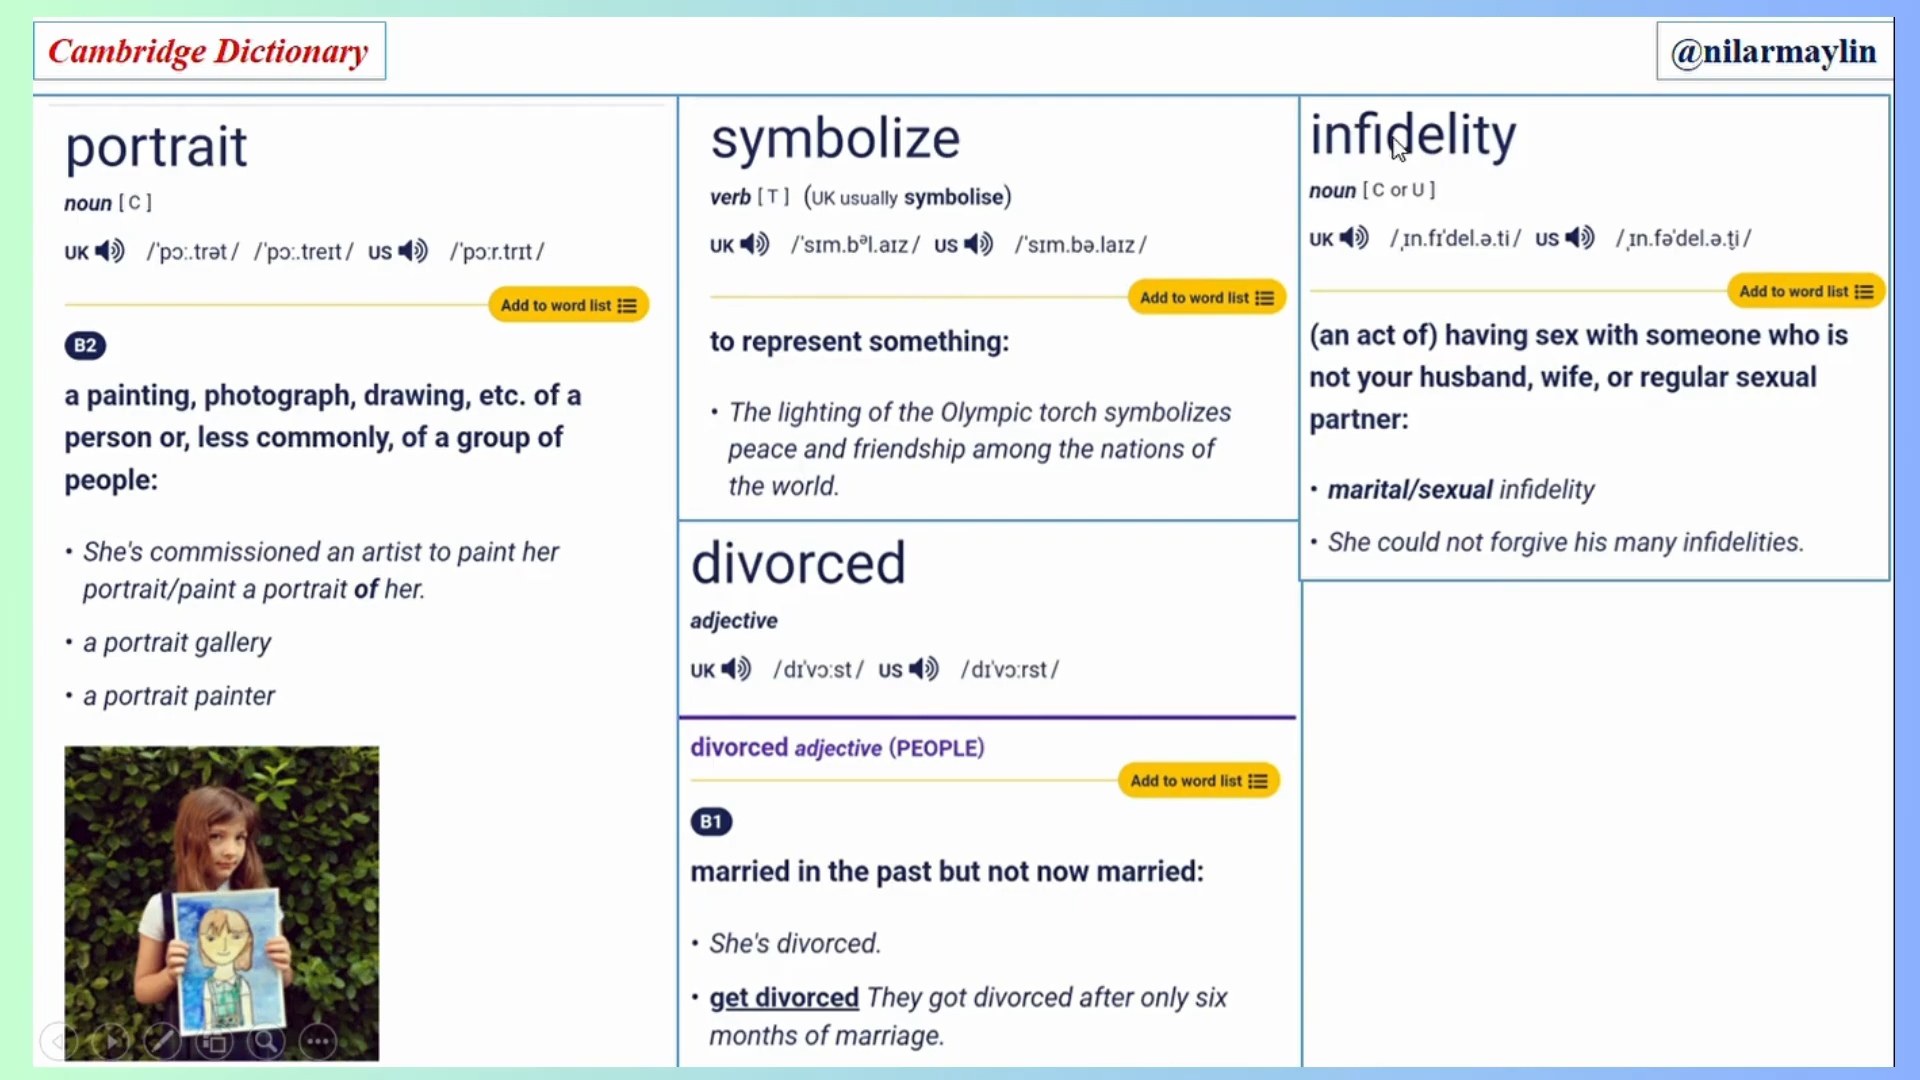 Cambridge Dictionary
@nilarmaylin
portrait
noun [ C ]
UK /ˈpɔː.trət/ /ˈpɔː.treɪt/ US /ˈpɔːr.trɪt/
Add to word list
B2
a painting, photograph, drawing, etc. of a
person or, less commonly, of a group of
people:
• She's commissioned an artist to paint her
portrait/paint a portrait of her.
• a portrait gallery
• a portrait painter
symbolize
verb [ T ] (UK usually symbolise)
UK /ˈsɪm.bᵊl.aɪz/ US /ˈsɪm.bə.laɪz/
Add to word list
to represent something:
• The lighting of the Olympic torch symbolizes
peace and friendship among the nations of
the world.
divorced
adjective
UK /dɪˈvɔːst/ US /dɪˈvɔːrst/
divorced adjective (PEOPLE)
Add to word list
B1
married in the past but not now married:
• She's divorced.
• get divorced They got divorced after only six
months of marriage.
infidelity
noun [ C or U ]
UK /ˌɪn.fɪˈdel.ə.ti/ US /ˌɪn.fəˈdel.ə.t̬i/
Add to word list
(an act of) having sex with someone who is
not your husband, wife, or regular sexual
partner:
• marital/sexual infidelity
• She could not forgive his many infidelities.